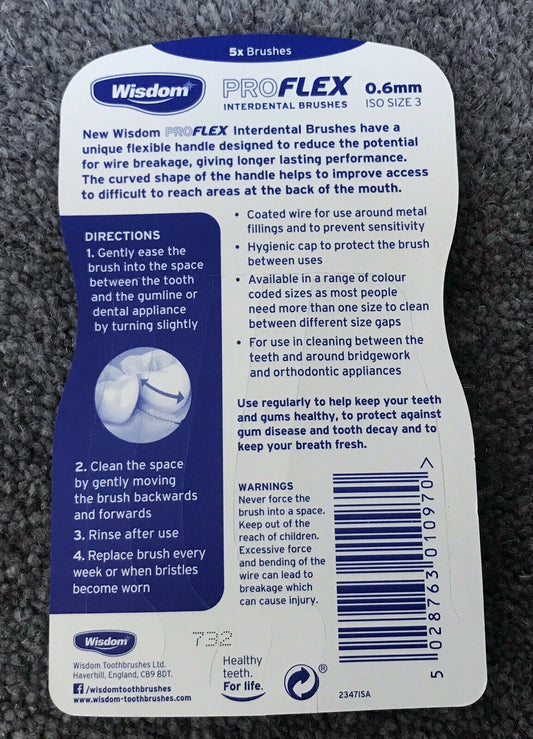 5x Brushes
Wisdom
PROFLEX
INTERDENTAL BRUSHES
0.6mm
ISO SIZE 3
New Wisdom PROFLEX Interdental Brushes have a
unique flexible handle designed to reduce the potential
for wire breakage, giving longer lasting performance.
The curved shape of the handle helps to improve access
to difficult to reach areas at the back of the mouth.
DIRECTIONS
1. Gently ease the
brush into the space
between the tooth
and the gumline or
dental appliance
by turning slightly
2. Clean the space
by gently moving
the brush backwards
and forwards
3. Rinse after use
4. Replace brush every
week or when bristles
become worn
• Coated wire for use around metal
fillings and to prevent sensitivity
• Hygienic cap to protect the brush
between uses
• Available in a range of colour
coded sizes as most people
need more than one size to clean
between different size gaps
• For use in cleaning between the
teeth and around bridgework
and orthodontic appliances
Use regularly to help keep your teeth
and gums healthy, to protect against
gum disease and tooth decay and to
keep your breath fresh.
WARNINGS
Never force the
brush into a space.
Keep out of the
reach of children.
Excessive force
and bending of the
wire can lead to
breakage which
can cause injury.
5 028763 010970 >
Wisdom
Wisdom Toothbrushes Ltd.
Haverhill, England, CB9 8DT.
f /wisdomtoothbrushes
www.wisdom-toothbrushes.com
732
Healthy
teeth.
For life.
®
2347ISA